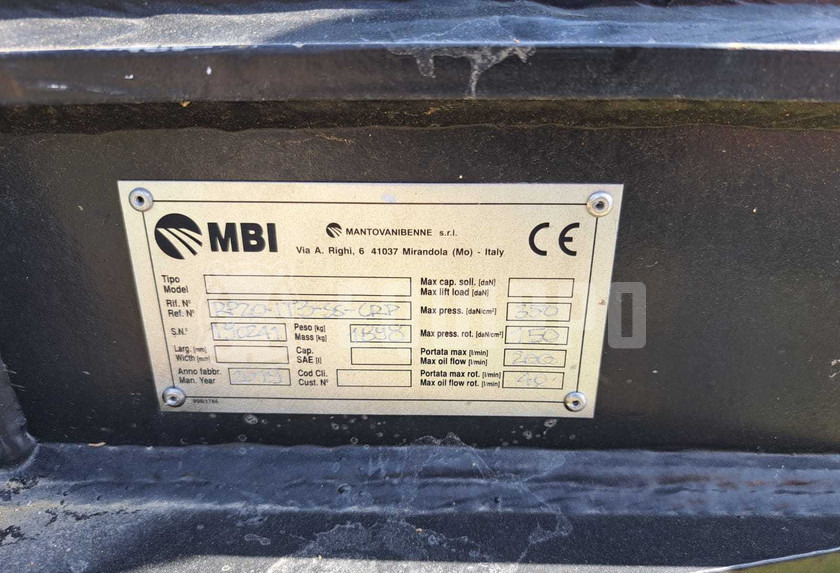 MBI
MANTOVANIBENNE s.r.l.
Via A. Righi, 6 41037 Mirandola (Mo) - Italy
CE
Tipo
Model
Max cap. soll. [daN]
Max lift load [daN]
Rif. N°
Ref. N°
Max press. [daN/cm²] 350
S.N.°
Peso [kg]
Mass [kg]
Max press. rot. [daN/cm²] 150
Larg. [mm]
Width [mm]
Cap.
SAE [l]
Portata max [l/min]
Max oil flow [l/min] 200
Anno fabbr.
Man. Year
Cod Cli.
Cust. N°
Portata max rot. [l/min]
Max oil flow rot. [l/min] 40